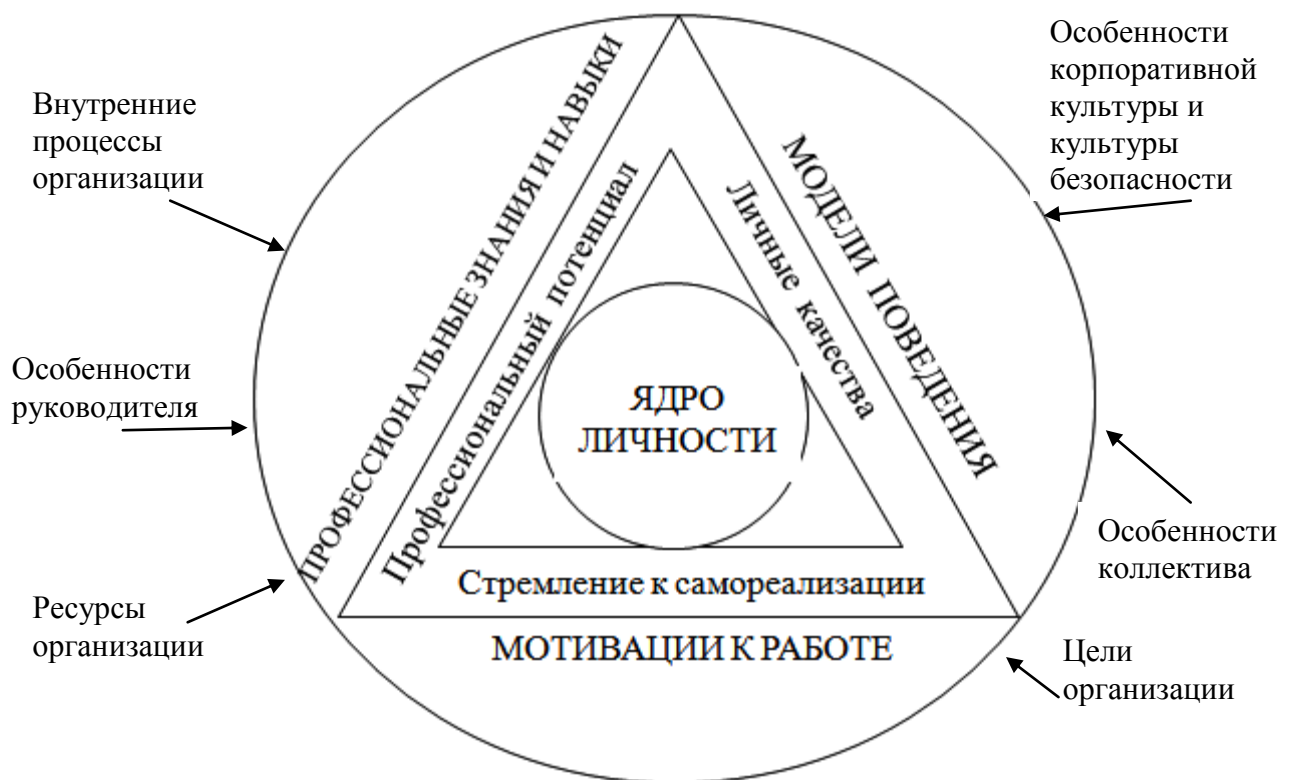 Особенности
корпоративной
культуры и
культуры
безопасности
Внутренние
процессы
организации
ПРОФЕССИОНАЛЬНЫЕ ЗНАНИЯ И НАВЫКИ
Профессиональный потенциал
Личные качества
МОДЕЛИ ПОВЕДЕНИЯ
Особенности
руководителя
ЯДРО
ЛИЧНОСТИ
Особенности
коллектива
Стремление к самореализации
Ресурсы
организации
МОТИВАЦИИ К РАБОТЕ
Цели
организации